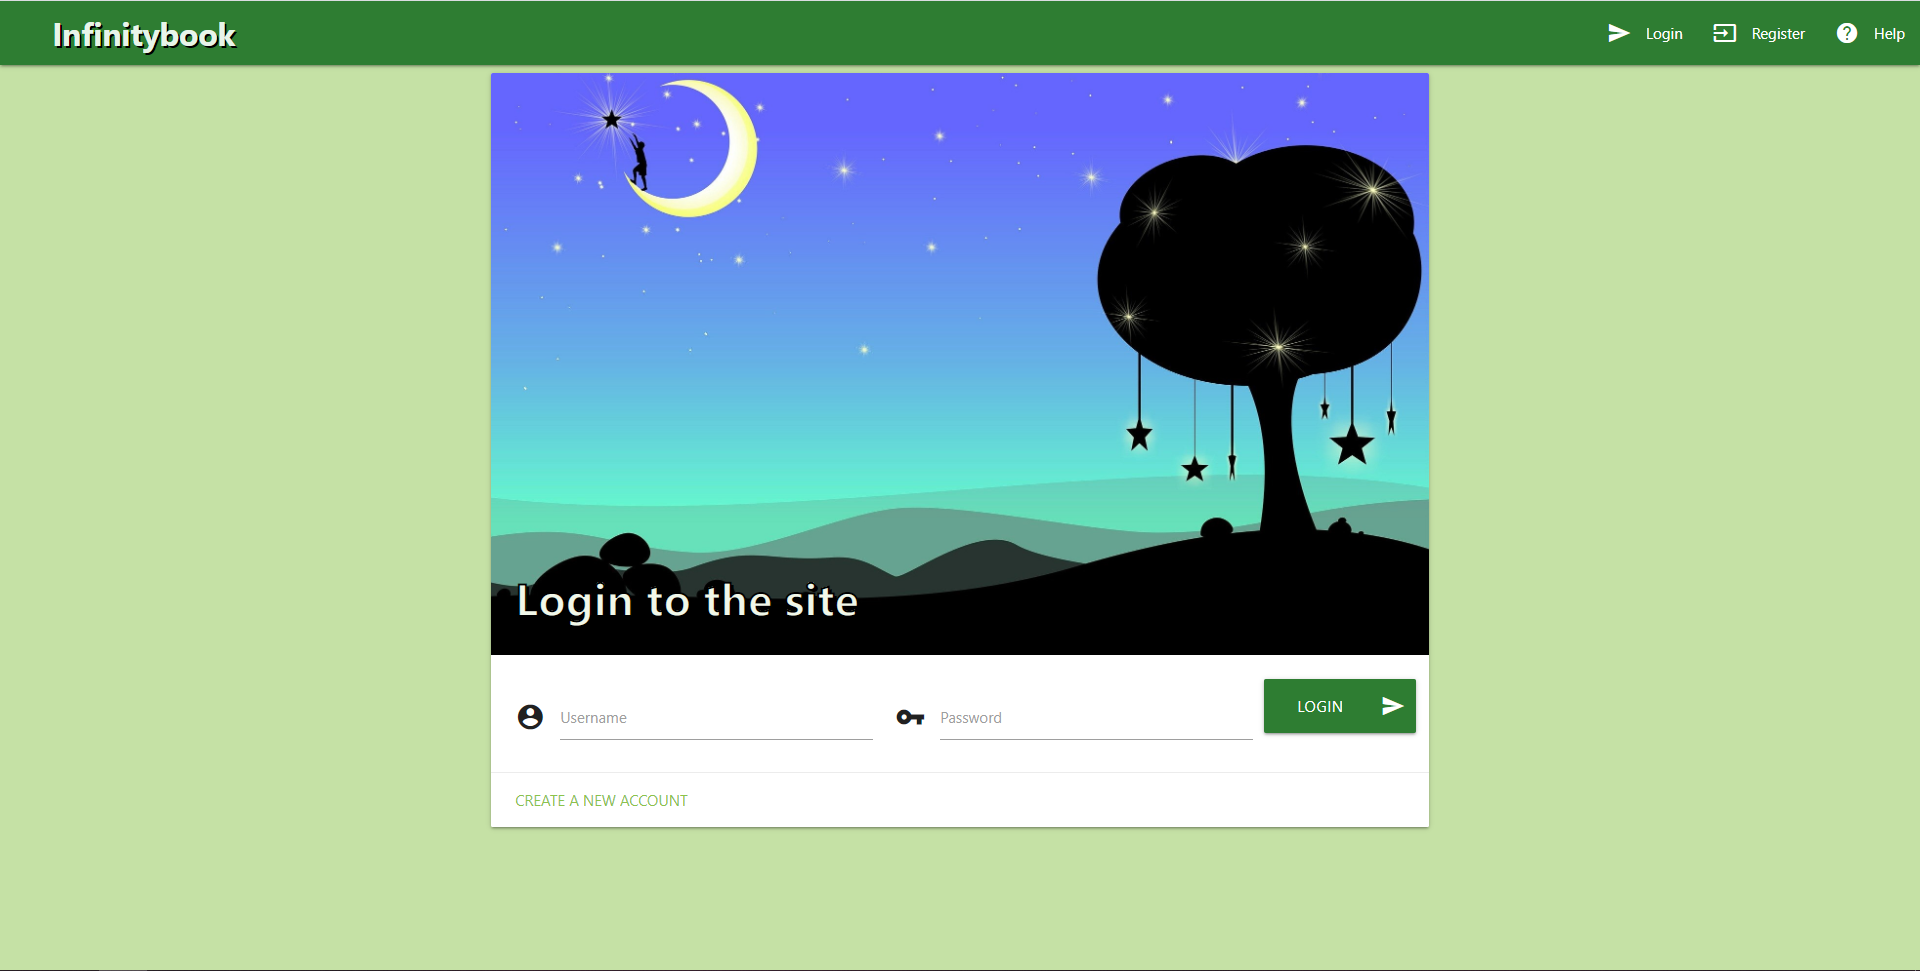 Infinitybook
Login
Register
Help
Login to the site
Username
Password
LOGIN
CREATE A NEW ACCOUNT